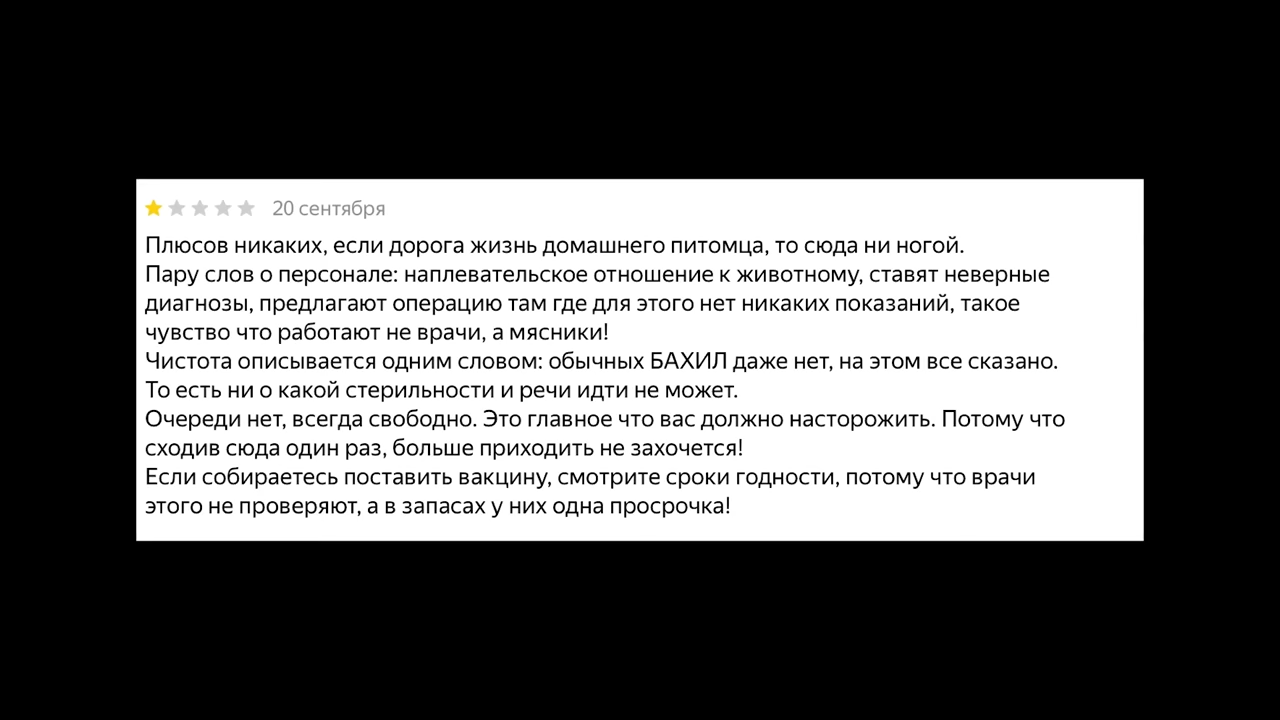 20 сентября
Плюсов никаких, если дорога жизнь домашнего питомца, то сюда ни ногой.
Пару слов о персонале: наплевательское отношение к животному, ставят неверные
диагнозы, предлагают операцию там где для этого нет никаких показаний, такое
чувство что работают не врачи, а мясники!
Чистота описывается одним словом: обычных БАХИЛ даже нет, на этом все сказано.
То есть ни о какой стерильности и речи идти не может.
Очереди нет, всегда свободно. Это главное что вас должно насторожить. Потому что
сходив сюда один раз, больше приходить не захочется!
Если собираетесь поставить вакцину, смотрите сроки годности, потому что врачи
этого не проверяют, а в запасах у них одна просрочка!